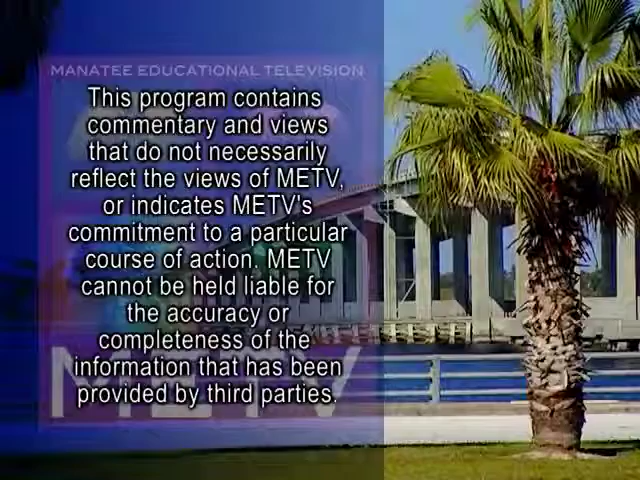 MANATEE EDUCATIONAL TELEVISION
This program contains
commentary and views
that do not necessarily
reflect the views of METV,
or indicates METV's
commitment to a particular
course of action. METV
cannot be held liable for
the accuracy or
completeness of the
information that has been
provided by third parties.
METV